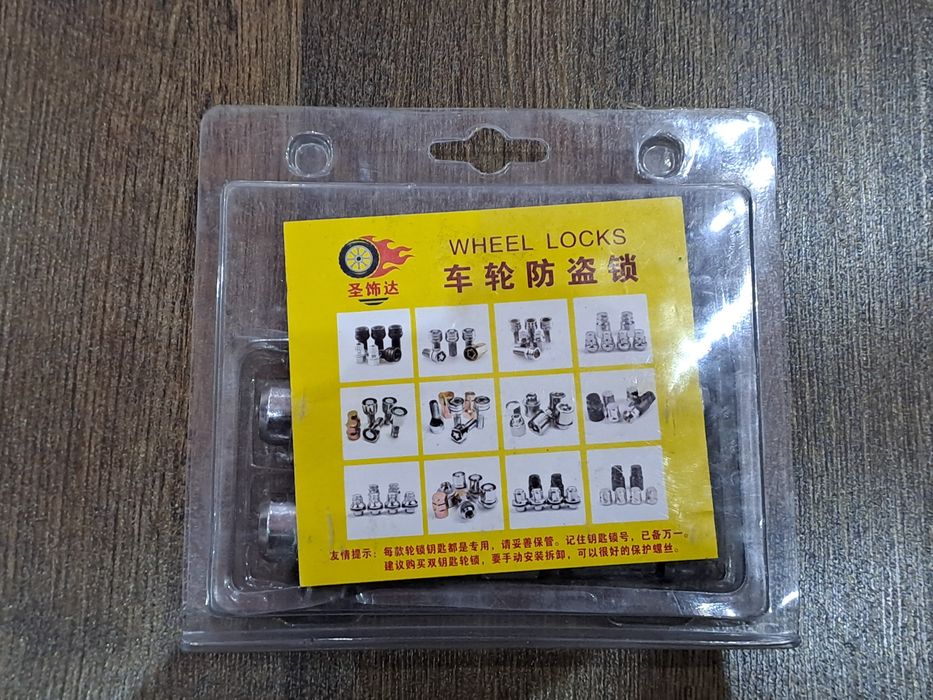 WHEEL LOCKS
圣饰达
车轮防盗锁
友情提示：每款轮锁钥匙都是专用，请妥善保管。记住钥匙锁号，已备万一。
建议购买双钥匙轮锁，要手动安装拆卸，可以很好的保护螺丝。